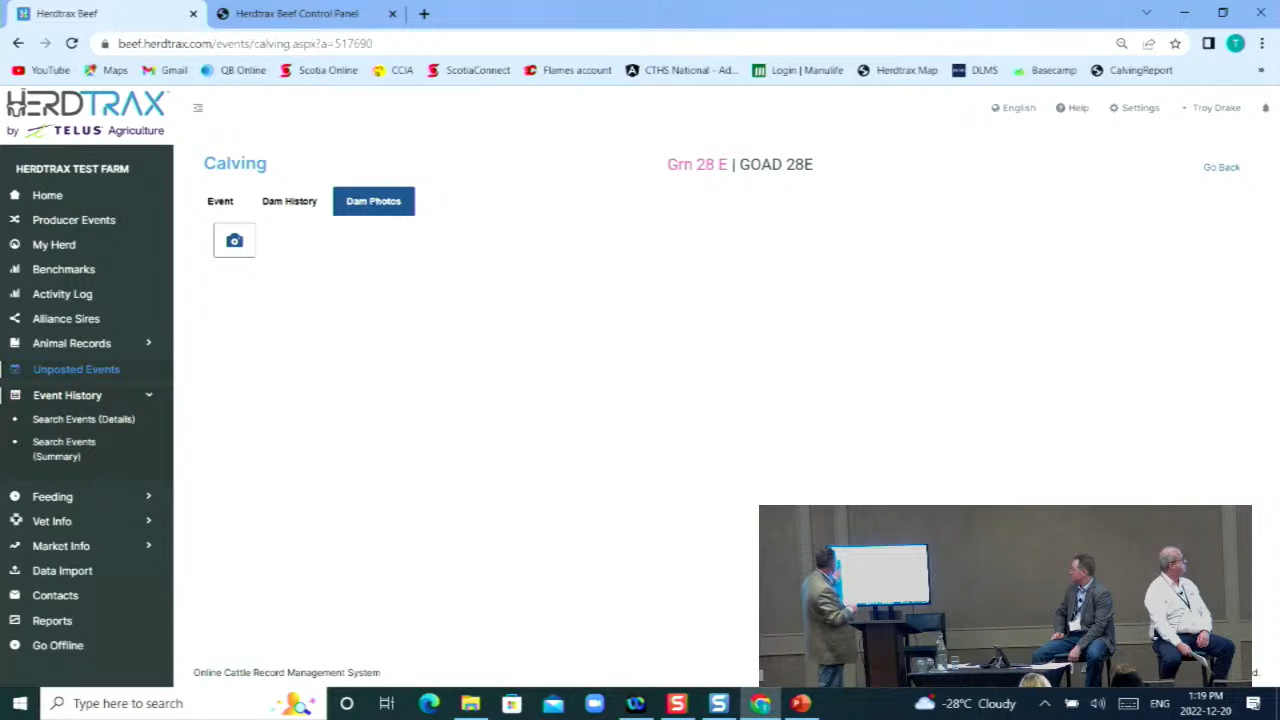 Herdtrax Beef
Herdtrax Beef Control Panel
beef.herdtrax.com/events/calving.aspx?a=517690
T
YouTube
Maps
Gmail
QB Online
Scotia Online
CCIA
ScotiaConnect
Flames account
CTHS National - Ad...
Login | Manulife
Herdtrax Map
DLMS
Basecamp
CalvingReport
»
HERDTRAX
by TELUS Agriculture
English
Help
Settings
Troy Drake
HERDTRAX TEST FARM
Home
Producer Events
My Herd
Benchmarks
Activity Log
Alliance Sires
Animal Records
Unposted Events
Event History
Search Events (Details)
Search Events
(Summary)
Feeding
Vet Info
Market Info
Data Import
Contacts
Reports
Go Offline
Calving
Grn 28 E | GOAD 28E
Go Back
Event
Dam History
Dam Photos
Online Cattle Record Management System
d.
Type here to search
-28°C Cloudy
ENG
1:19 PM
2022-12-20